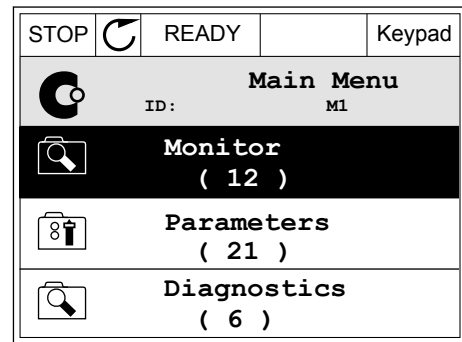 STOP READY Keypad
Main Menu
ID: M1
Monitor
( 12 )
Parameters
( 21 )
Diagnostics
( 6 )